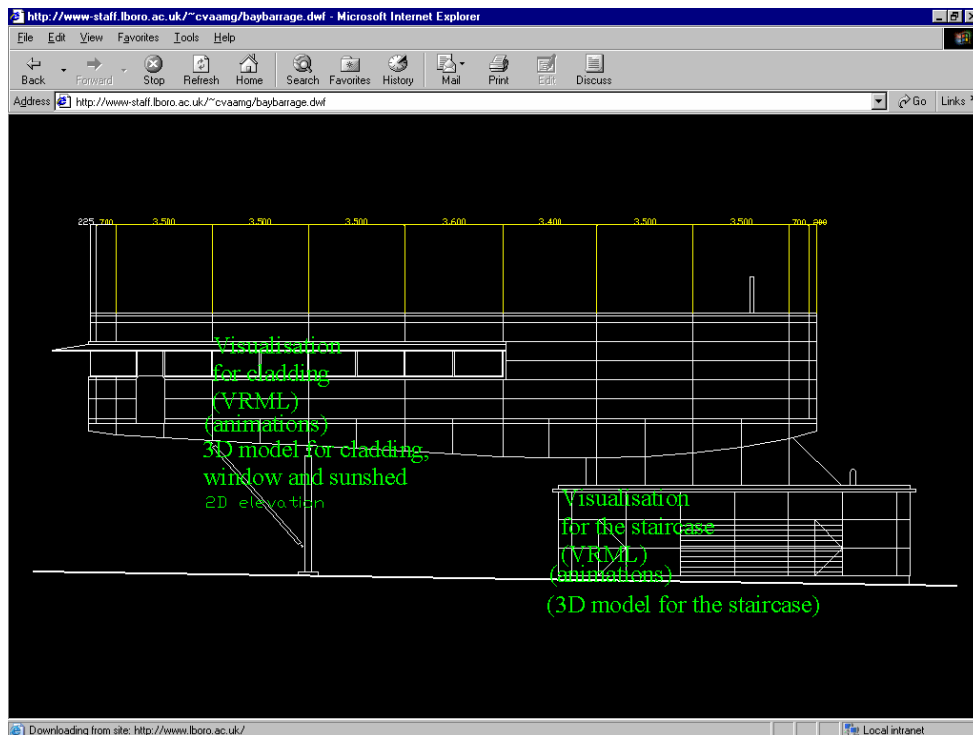 http://www-staff.lboro.ac.uk/~cvaamg/baybarrage.dwf - Microsoft Internet Explorer
File Edit View Favorites Tools Help
Back Forward Stop Refresh Home Search Favorites History Mail Print Edit Discuss
Address http://www-staff.lboro.ac.uk/~cvaamg/baybarrage.dwf Go Links
225 700 3.500 3.500 3.500 3.600 3.400 3.500 3.500 700 200
Visualisation
for cladding
(VRML)
(animations)
3D model for cladding,
window and sunshed
2D elevation
Visualisation
for the staircase
(VRML)
(animations)
(3D model for the staircase)
Downloading from site: http://www.lboro.ac.uk/ Local intranet